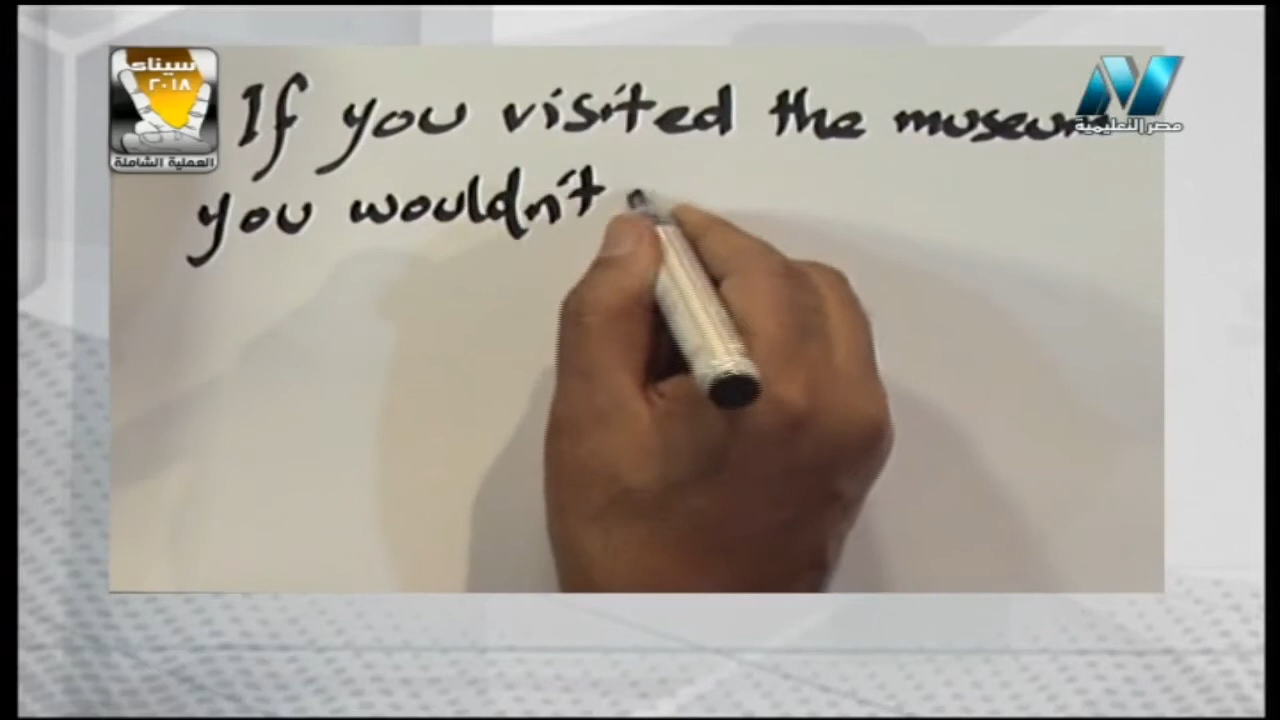 سيناء
٢٠١٨
العملية الشاملة
مصر التعليمية
If you visited the museum
you wouldn't